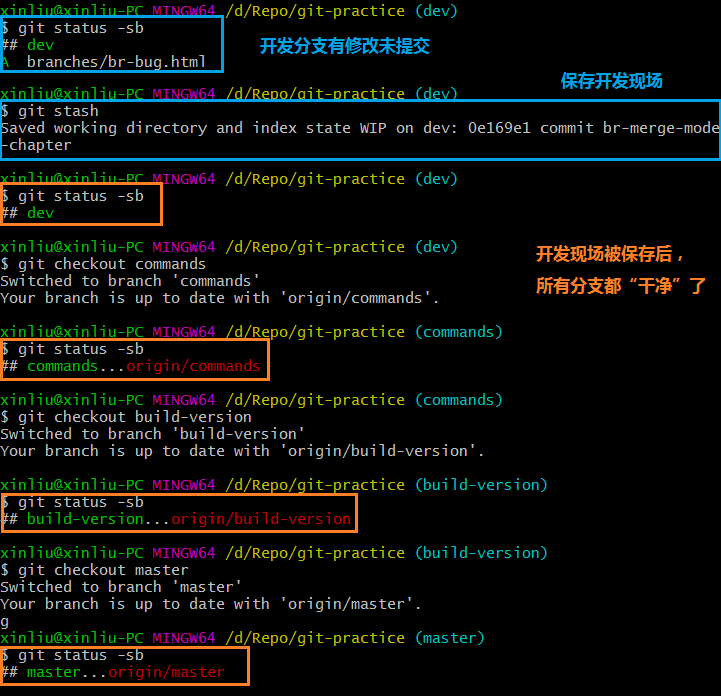 xinliu@xinliu-PC MINGW64 /d/Repo/git-practice (dev)
$ git status -sb
## dev
A  branches/br-bug.html
开发分支有修改未提交
保存开发现场
xinliu@xinliu-PC MINGW64 /d/Repo/git-practice (dev)
$ git stash
Saved working directory and index state WIP on dev: 0e169e1 commit br-merge-mode
-chapter
xinliu@xinliu-PC MINGW64 /d/Repo/git-practice (dev)
$ git status -sb
## dev
xinliu@xinliu-PC MINGW64 /d/Repo/git-practice (dev)
$ git checkout commands
Switched to branch 'commands'
Your branch is up to date with 'origin/commands'.
开发现场被保存后，
所有分支都“干净”了
xinliu@xinliu-PC MINGW64 /d/Repo/git-practice (commands)
$ git status -sb
## commands...origin/commands
xinliu@xinliu-PC MINGW64 /d/Repo/git-practice (commands)
$ git checkout build-version
Switched to branch 'build-version'
Your branch is up to date with 'origin/build-version'.
xinliu@xinliu-PC MINGW64 /d/Repo/git-practice (build-version)
$ git status -sb
## build-version...origin/build-version
xinliu@xinliu-PC MINGW64 /d/Repo/git-practice (build-version)
$ git checkout master
Switched to branch 'master'
Your branch is up to date with 'origin/master'.
g
xinliu@xinliu-PC MINGW64 /d/Repo/git-practice (master)
$ git status -sb
## master...origin/master